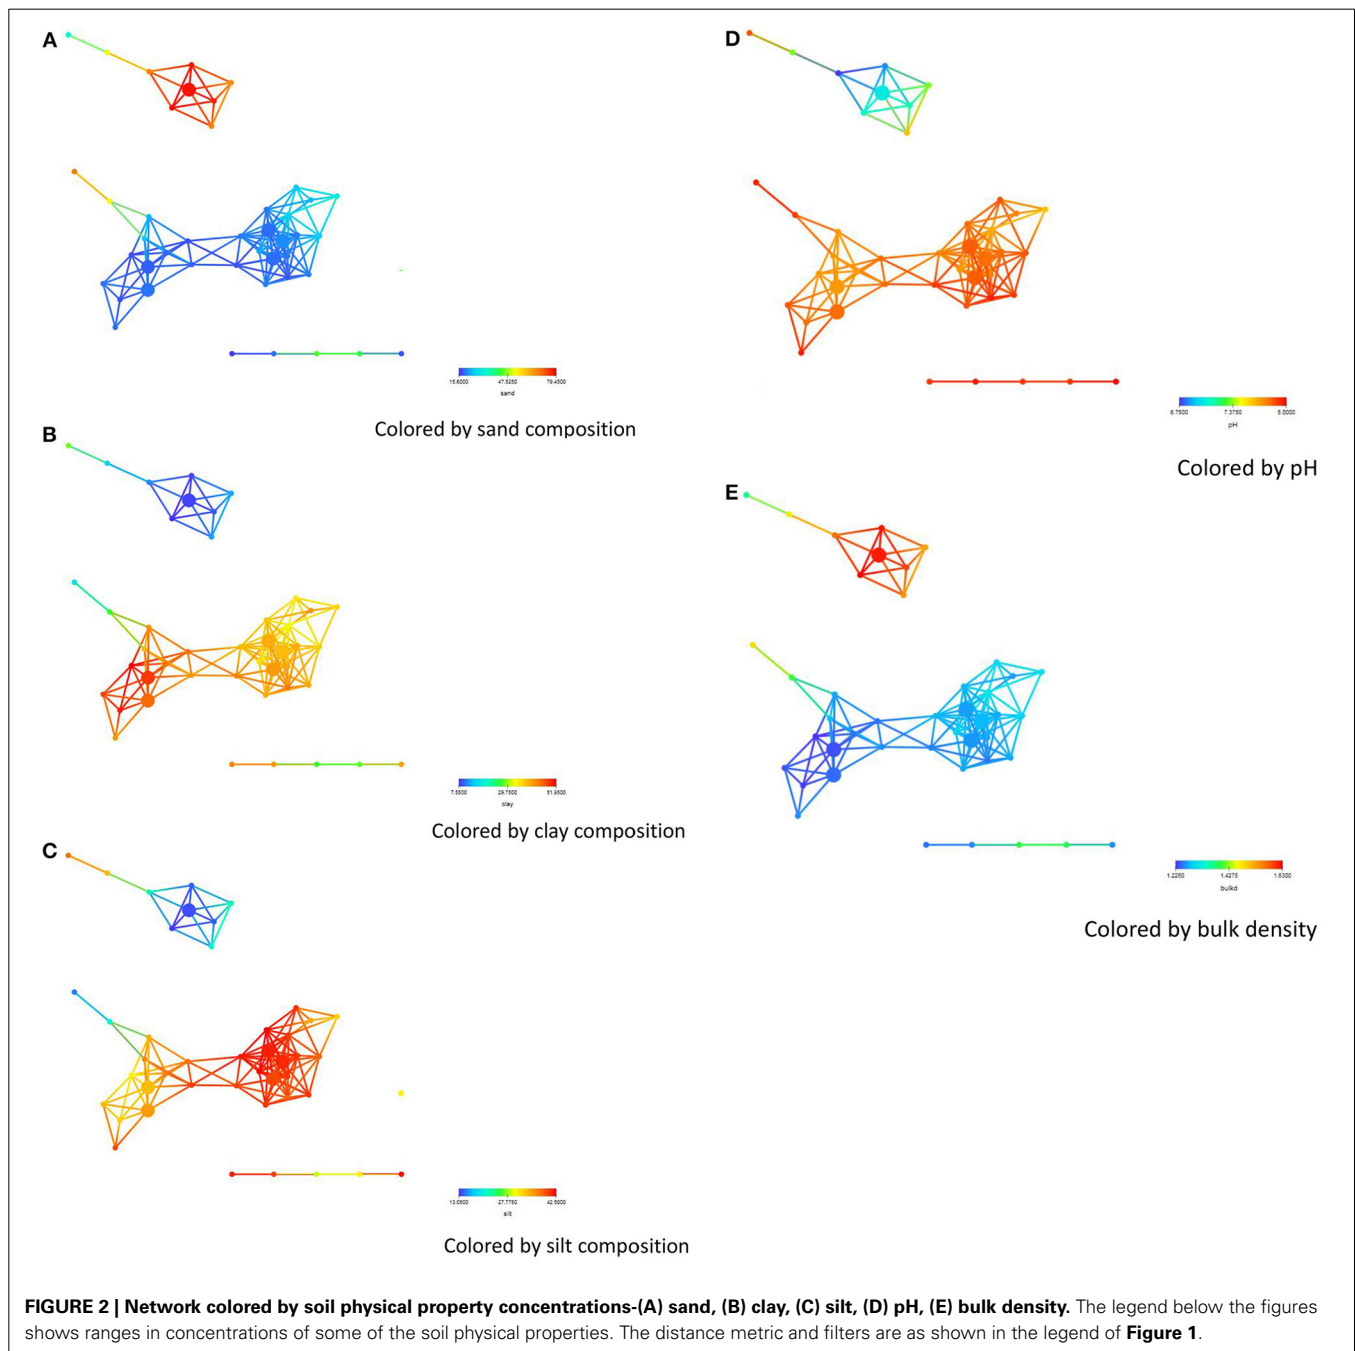 A
15.6000 47.5250 79.4500
sand
Colored by sand composition
B
7.5500 29.7500 51.9500
clay
Colored by clay composition
C
13.0500 27.7750 42.5000
silt
Colored by silt composition
D
6.7500 7.3750 8.0000
pH
Colored by pH
E
1.2250 1.4275 1.6300
bulkd
Colored by bulk density
FIGURE 2 | Network colored by soil physical property concentrations-(A) sand, (B) clay, (C) silt, (D) pH, (E) bulk density. The legend below the figures
shows ranges in concentrations of some of the soil physical properties. The distance metric and filters are as shown in the legend of Figure 1.